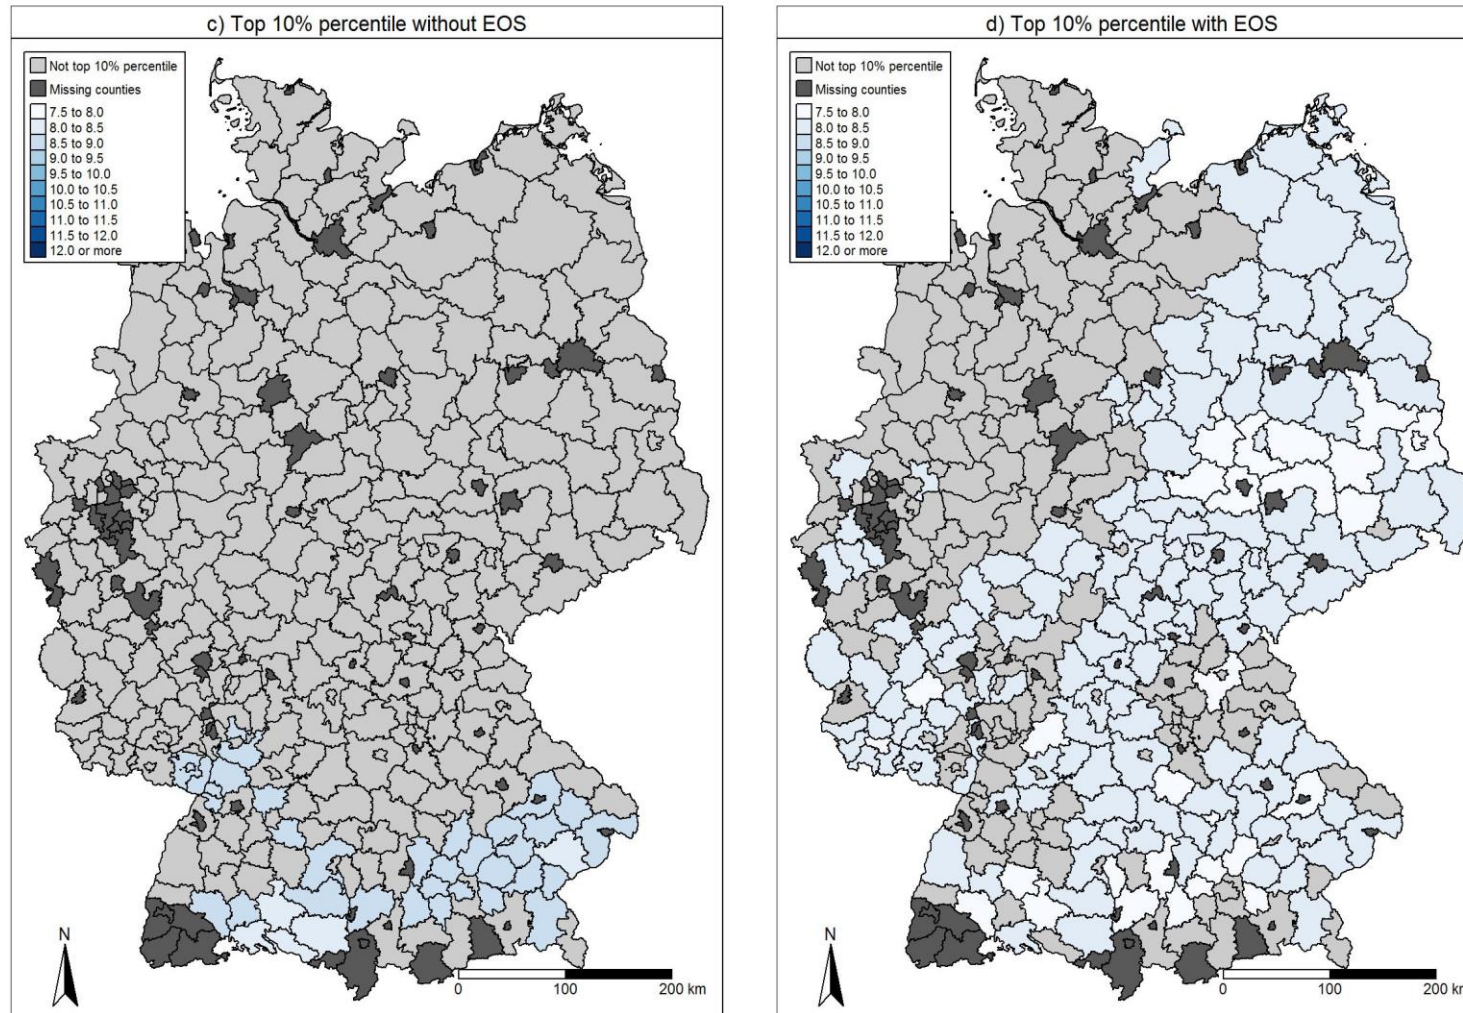 c) Top 10% percentile without EOS
Not top 10% percentile
Missing counties
7.5 to 8.0
8.0 to 8.5
8.5 to 9.0
9.0 to 9.5
9.5 to 10.0
10.0 to 10.5
10.5 to 11.0
11.0 to 11.5
11.5 to 12.0
12.0 or more
N
0 100 200 km
d) Top 10% percentile with EOS
Not top 10% percentile
Missing counties
7.5 to 8.0
8.0 to 8.5
8.5 to 9.0
9.0 to 9.5
9.5 to 10.0
10.0 to 10.5
10.5 to 11.0
11.0 to 11.5
11.5 to 12.0
12.0 or more
N
0 100 200 km